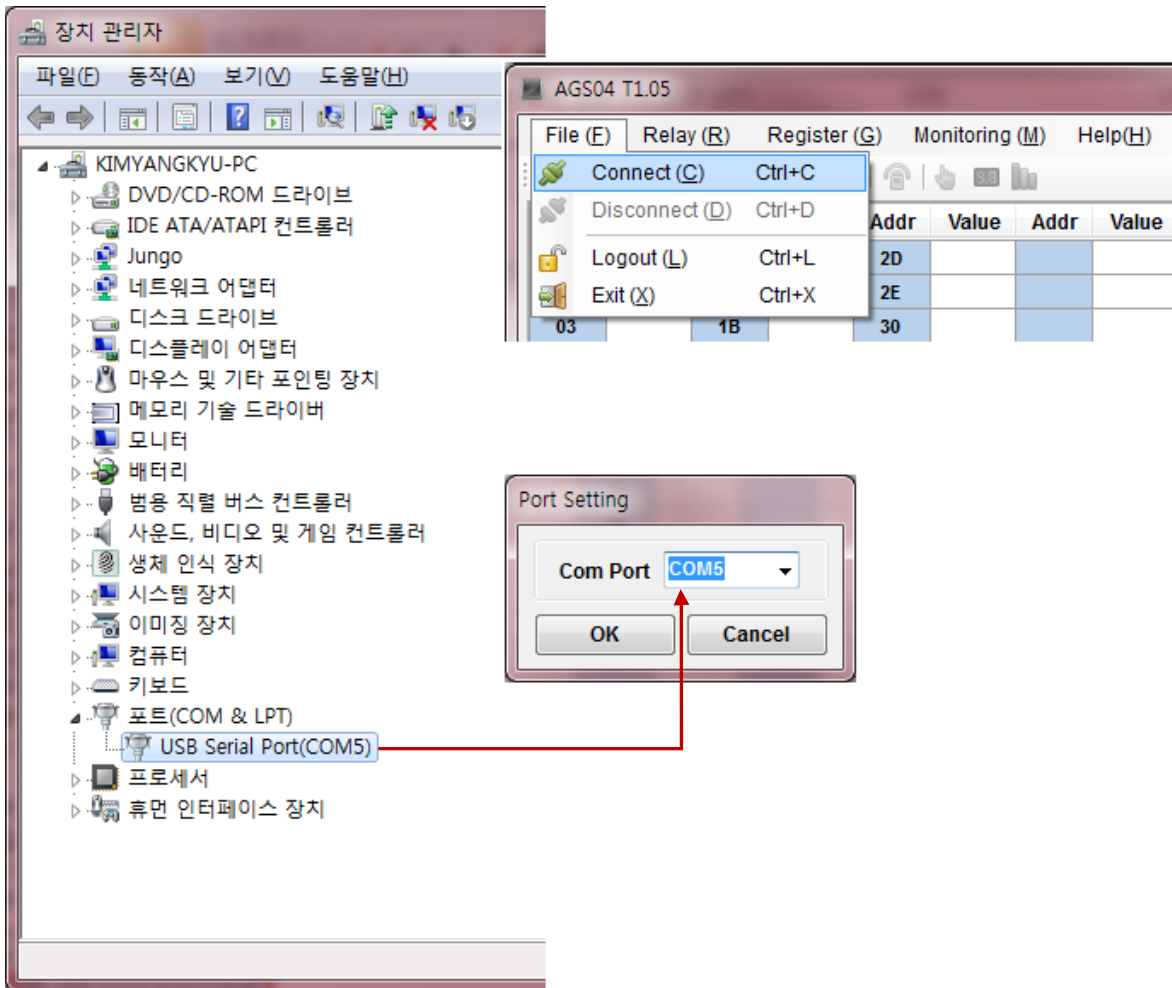 장치 관리자
파일(F) 동작(A) 보기(V) 도움말(H)
KIMYANGKYU-PC
DVD/CD-ROM 드라이브
IDE ATA/ATAPI 컨트롤러
Jungo
네트워크 어댑터
디스크 드라이브
디스플레이 어댑터
마우스 및 기타 포인팅 장치
메모리 기술 드라이버
모니터
배터리
범용 직렬 버스 컨트롤러
사운드, 비디오 및 게임 컨트롤러
생체 인식 장치
시스템 장치
이미징 장치
컴퓨터
키보드
포트(COM & LPT)
USB Serial Port(COM5)
프로세서
휴먼 인터페이스 장치
AGS04 T1.05
File (F) Relay (R) Register (G) Monitoring (M) Help(H)
Connect (C) Ctrl+C
Disconnect (D) Ctrl+D
Logout (L) Ctrl+L
Exit (X) Ctrl+X
8.8
Addr Value Addr Value
2D
2E
03 1B 30
Port Setting
Com Port COM5
OK Cancel